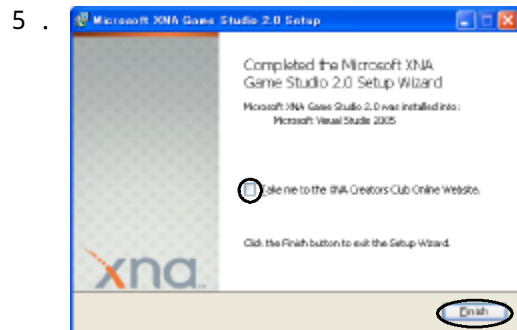 5 .
Microsoft XNA Game Studio 2.0 Setup
Completed the Microsoft XNA
Game Studio 2.0 Setup Wizard
Microsoft XNA Game Studio 2.0 was installed into:
Microsoft Visual Studio 2005
Take me to the XNA Creators Club Online Website.
Click the Finish button to exit the Setup Wizard.
xna
Finish